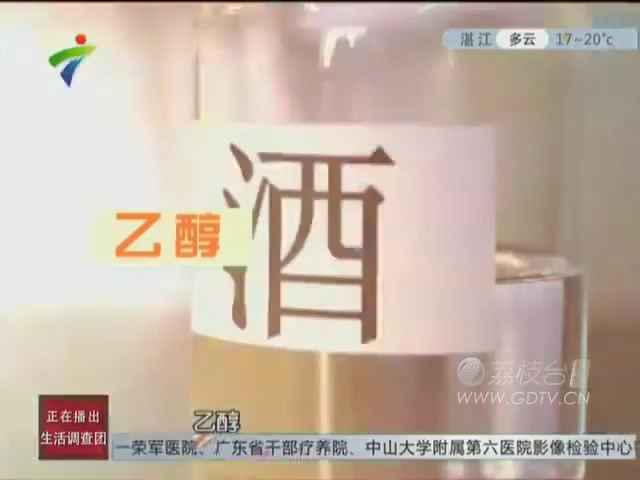 湛江 多云 17~20℃
酒
乙醇
荔枝台
WWW.GDTV.CN
正在播出
生活调查团
乙醇
一荣军医院、广东省干部疗养院、中山大学附属第六医院影像检验中心